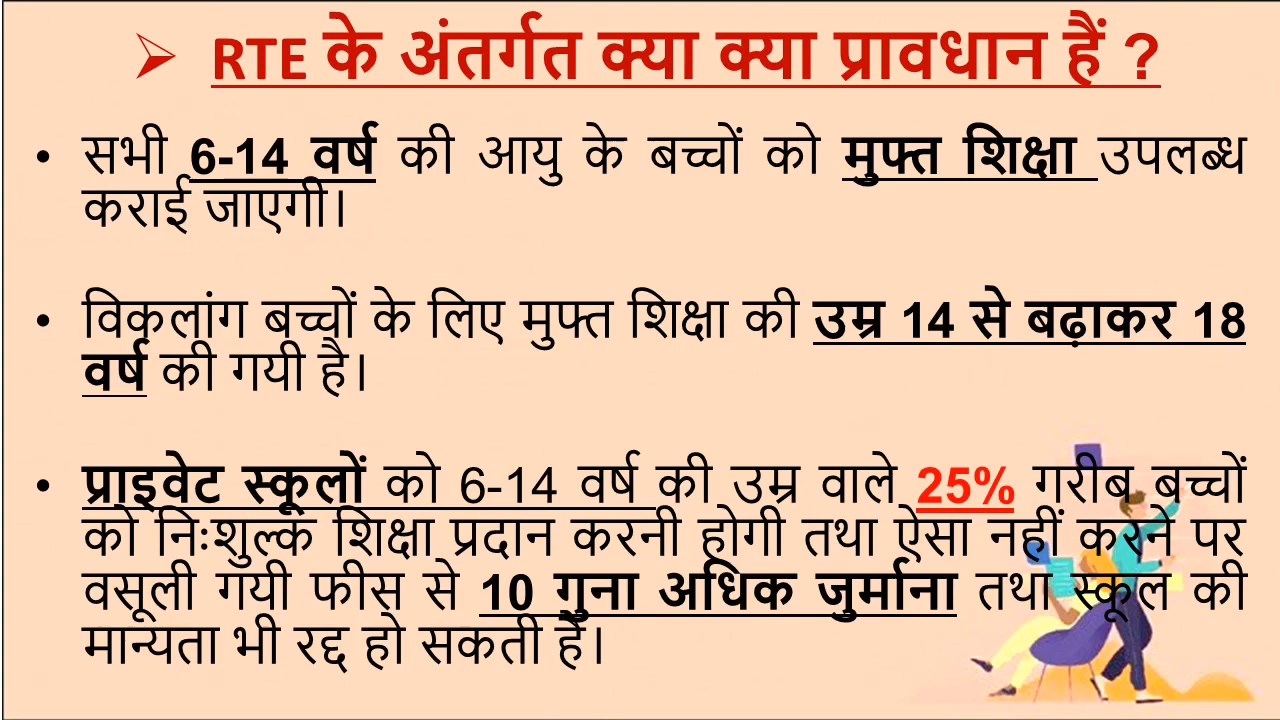 ➢ RTE के अंतर्गत क्या क्या प्रावधान हैं ?
• सभी 6-14 वर्ष की आयु के बच्चों को मुफ्त शिक्षा उपलब्ध
कराई जाएगी।
• विकलांग बच्चों के लिए मुफ्त शिक्षा की उम्र 14 से बढ़ाकर 18
वर्ष की गयी है।
• प्राइवेट स्कूलों को 6-14 वर्ष की उम्र वाले 25% गरीब बच्चों
को निःशुल्क शिक्षा प्रदान करनी होगी तथा ऐसा नहीं करने पर
वसूली गयी फीस से 10 गुना अधिक जुर्माना तथा स्कूल की
मान्यता भी रद्द हो सकती है।